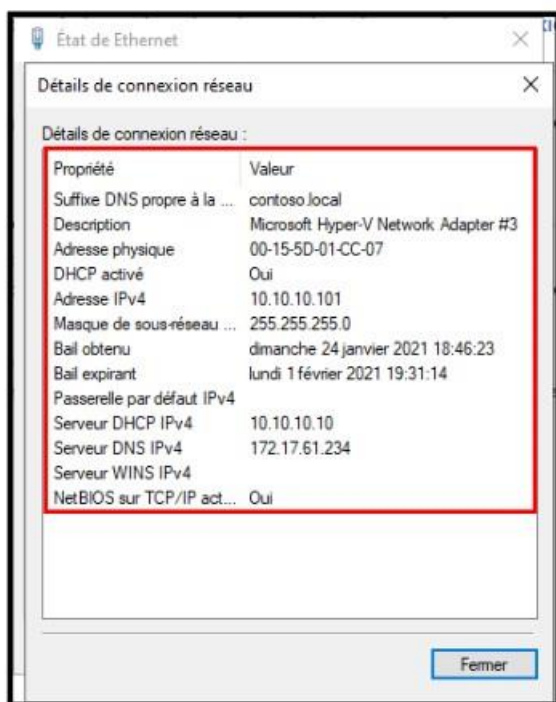 État de Ethernet
Détails de connexion réseau
Détails de connexion réseau :
Propriété Valeur
Suffixe DNS propre à la ... contoso.local
Description Microsoft Hyper-V Network Adapter #3
Adresse physique 00-15-5D-01-CC-07
DHCP activé Oui
Adresse IPv4 10.10.10.101
Masque de sous-réseau ... 255.255.255.0
Bail obtenu dimanche 24 janvier 2021 18:46:23
Bail expirant lundi 1 février 2021 19:31:14
Passerelle par défaut IPv4
Serveur DHCP IPv4 10.10.10.10
Serveur DNS IPv4 172.17.61.234
Serveur WINS IPv4
NetBIOS sur TCP/IP act... Oui
Fermer